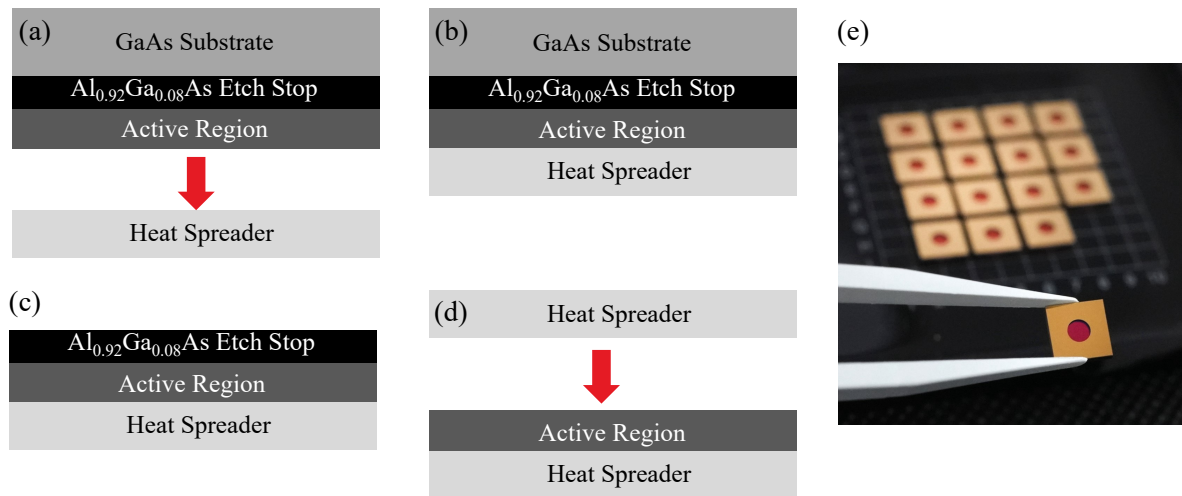 (a)
GaAs Substrate
Al0.92Ga0.08As Etch Stop
Active Region
Heat Spreader
(b)
GaAs Substrate
Al0.92Ga0.08As Etch Stop
Active Region
Heat Spreader
(c)
Al0.92Ga0.08As Etch Stop
Active Region
Heat Spreader
(d)
Heat Spreader
Active Region
Heat Spreader
(e)